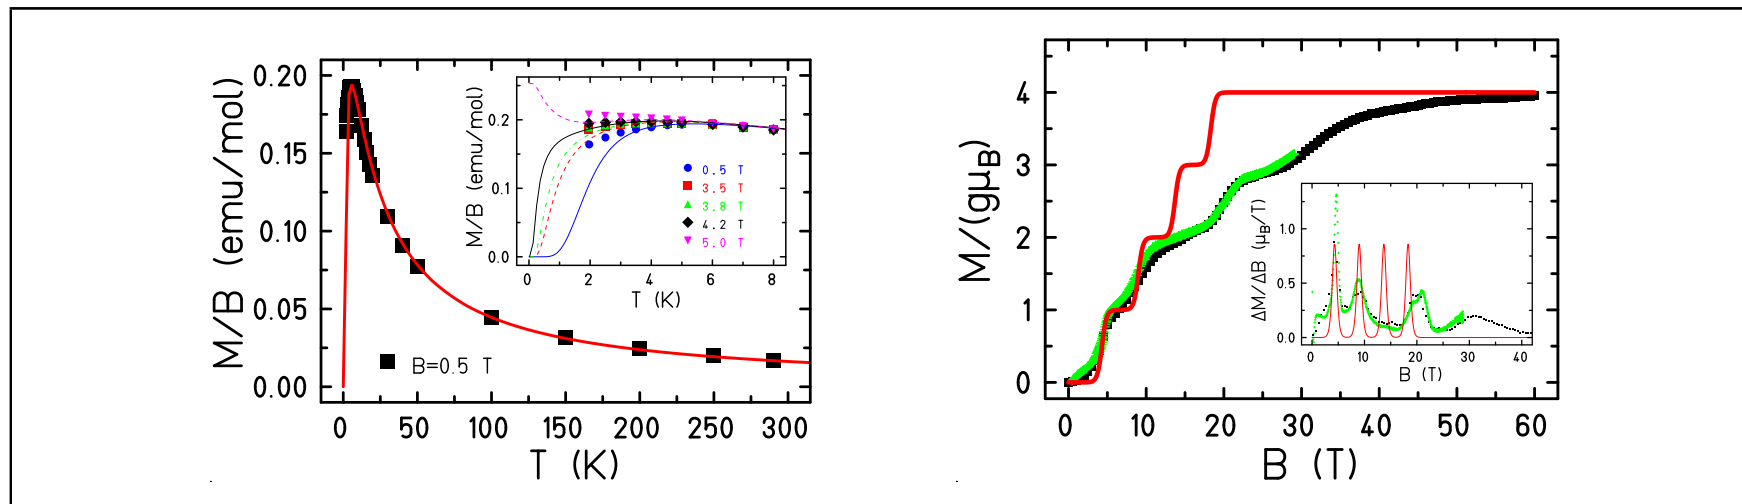 M/B (emu/mol)
0.20
0.15
0.10
0.05
0.00
0 50 100 150 200 250 300
T (K)
B=0.5 T
M/B (emu/mol)
0.2
0.1
0.0
0 2 4 6 8
T (K)
0.5 T
3.5 T
3.8 T
4.2 T
5.0 T
M/(gμB)
4
3
2
1
0
0 10 20 30 40 50 60
B (T)
ΔM/ΔB (μB/T)
1.0
0.5
0.0
0 10 20 30 40
B (T)